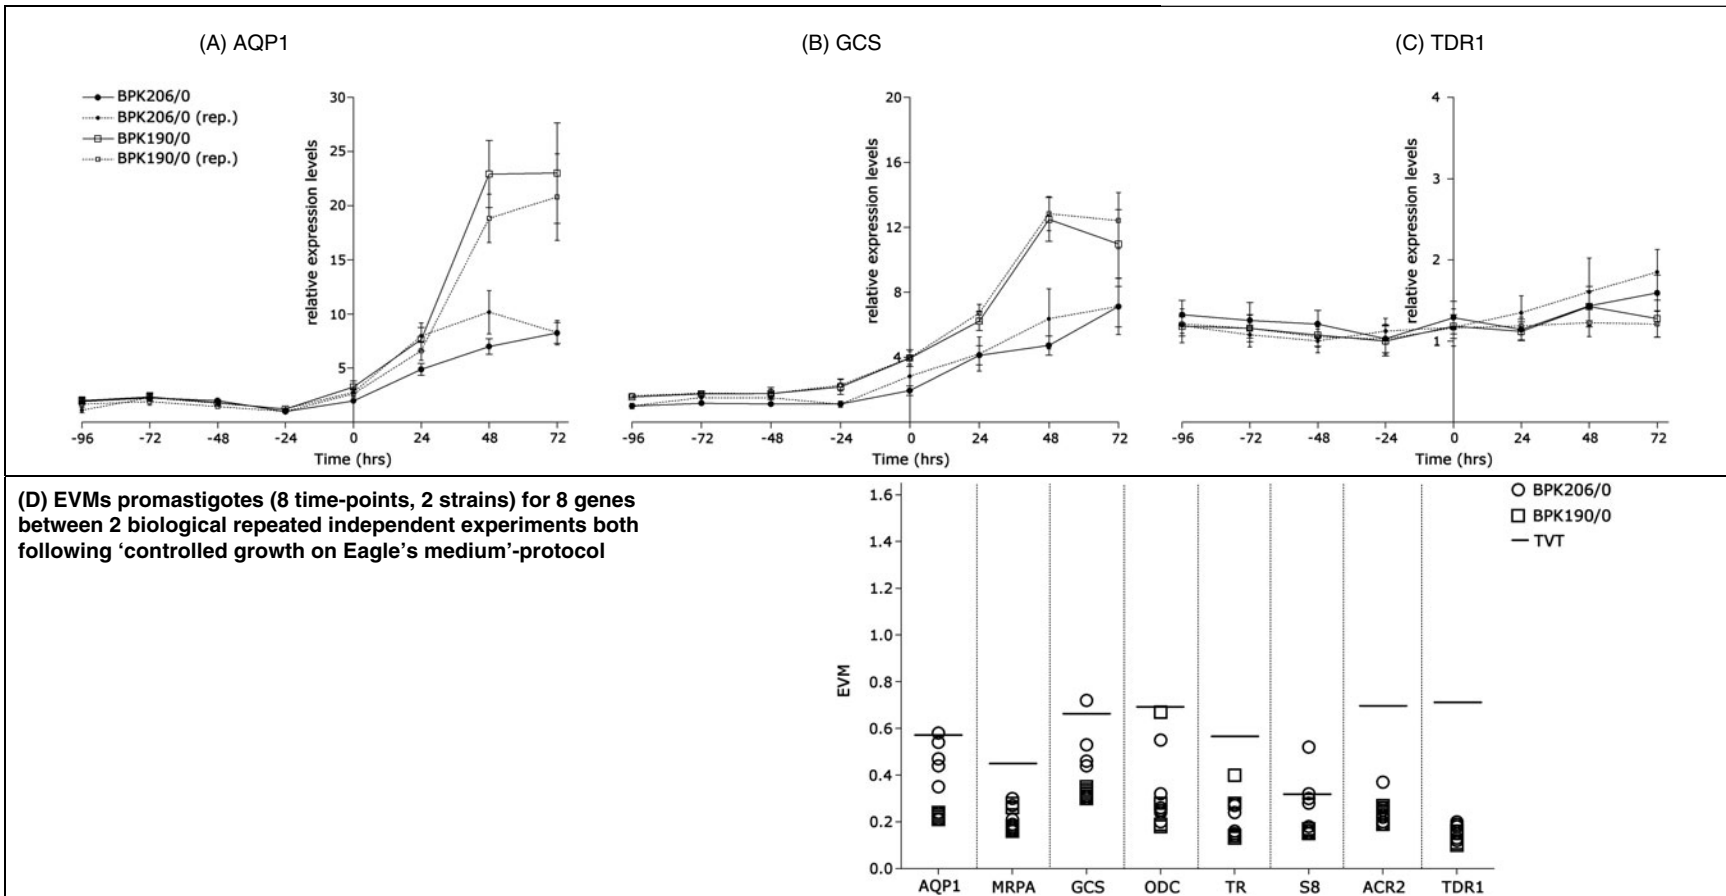 (A) AQP1
(B) GCS
(C) TDR1
BPK206/0
BPK206/0 (rep.)
BPK190/0
BPK190/0 (rep.)
relative expression levels
30
25
20
15
10
5
-96 -72 -48 -24 0 24 48 72
Time (hrs)
relative expression levels
20
16
12
8
4
-96 -72 -48 -24 0 24 48 72
Time (hrs)
relative expression levels
4
3
2
1
-96 -72 -48 -24 0 24 48 72
Time (hrs)
(D) EVMs promastigotes (8 time-points, 2 strains) for 8 genes
between 2 biological repeated independent experiments both
following ‘controlled growth on Eagle’s medium’-protocol
EVM
1.6
1.4
1.2
1.0
0.8
0.6
0.4
0.2
0.0
AQP1 MRPA GCS ODC TR S8 ACR2 TDR1
BPK206/0
BPK190/0
TVT